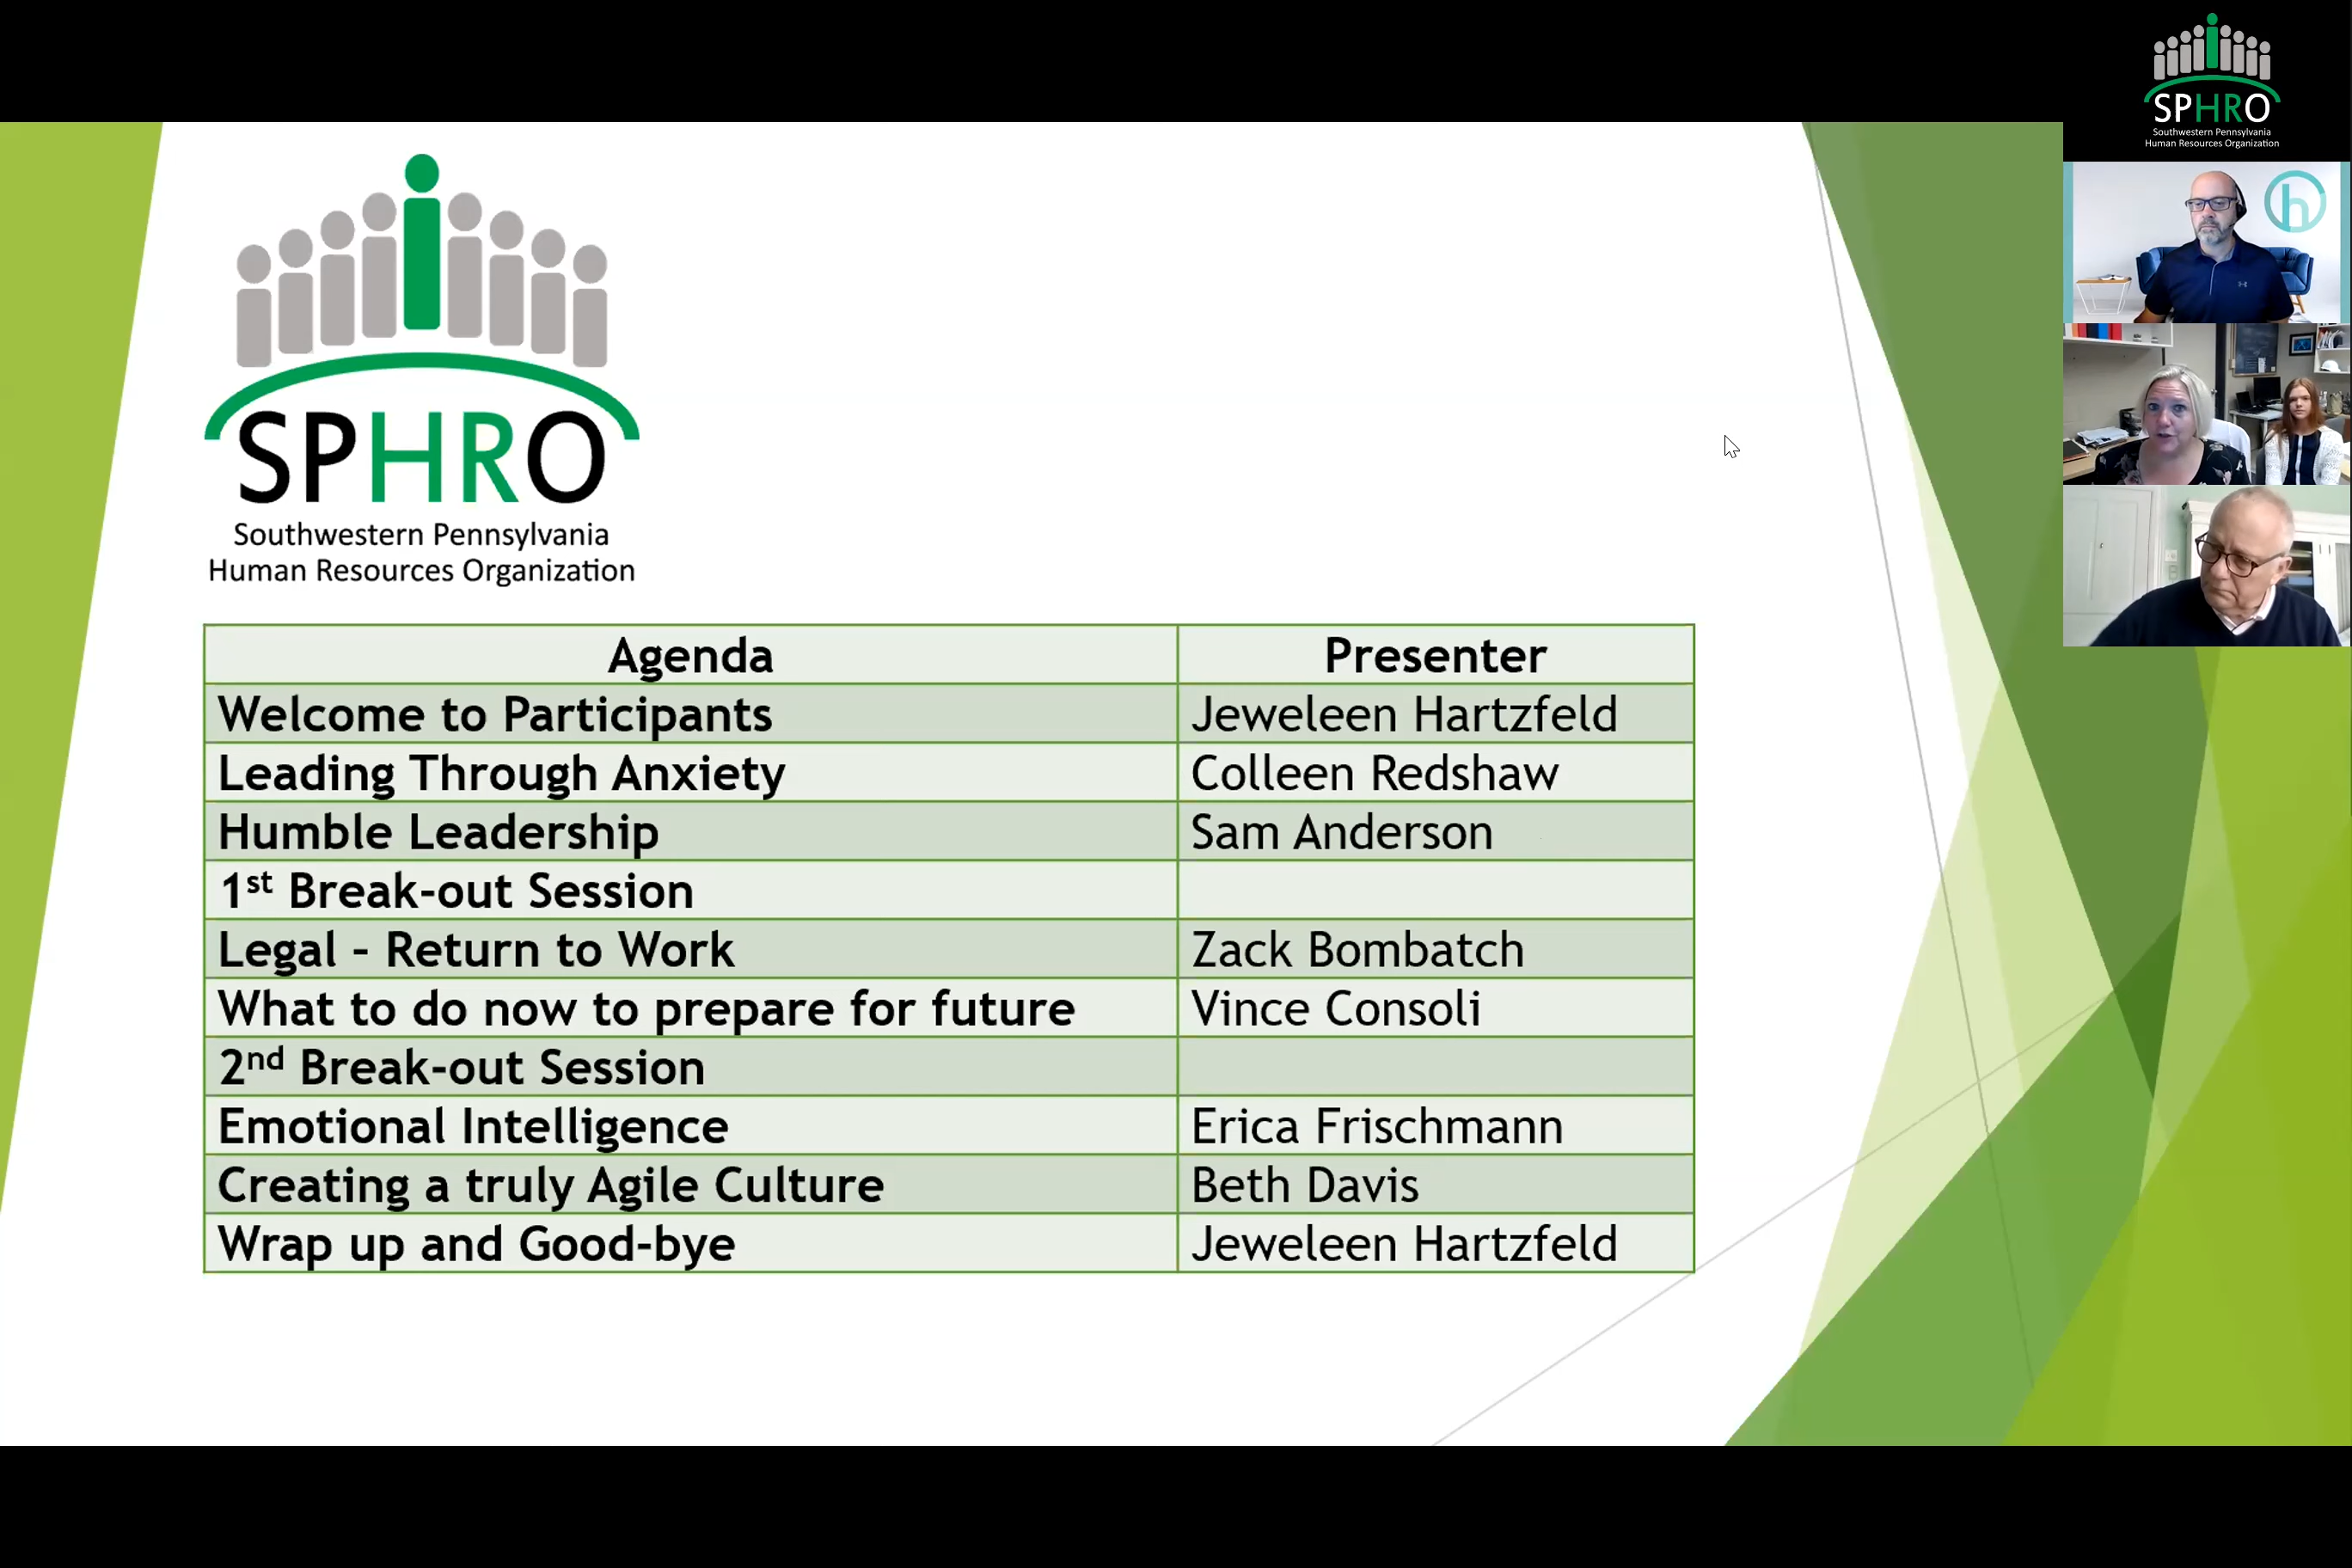 SPHRO
Southwestern Pennsylvania
Human Resources Organization
SPHRO
Southwestern Pennsylvania
Human Resources Organization
h
Agenda Presenter
Welcome to Participants Jeweleen Hartzfeld
Leading Through Anxiety Colleen Redshaw
Humble Leadership Sam Anderson
1st Break-out Session
Legal – Return to Work Zack Bombatch
What to do now to prepare for future Vince Consoli
2nd Break-out Session
Emotional Intelligence Erica Frischmann
Creating a truly Agile Culture Beth Davis
Wrap up and Good-bye Jeweleen Hartzfeld